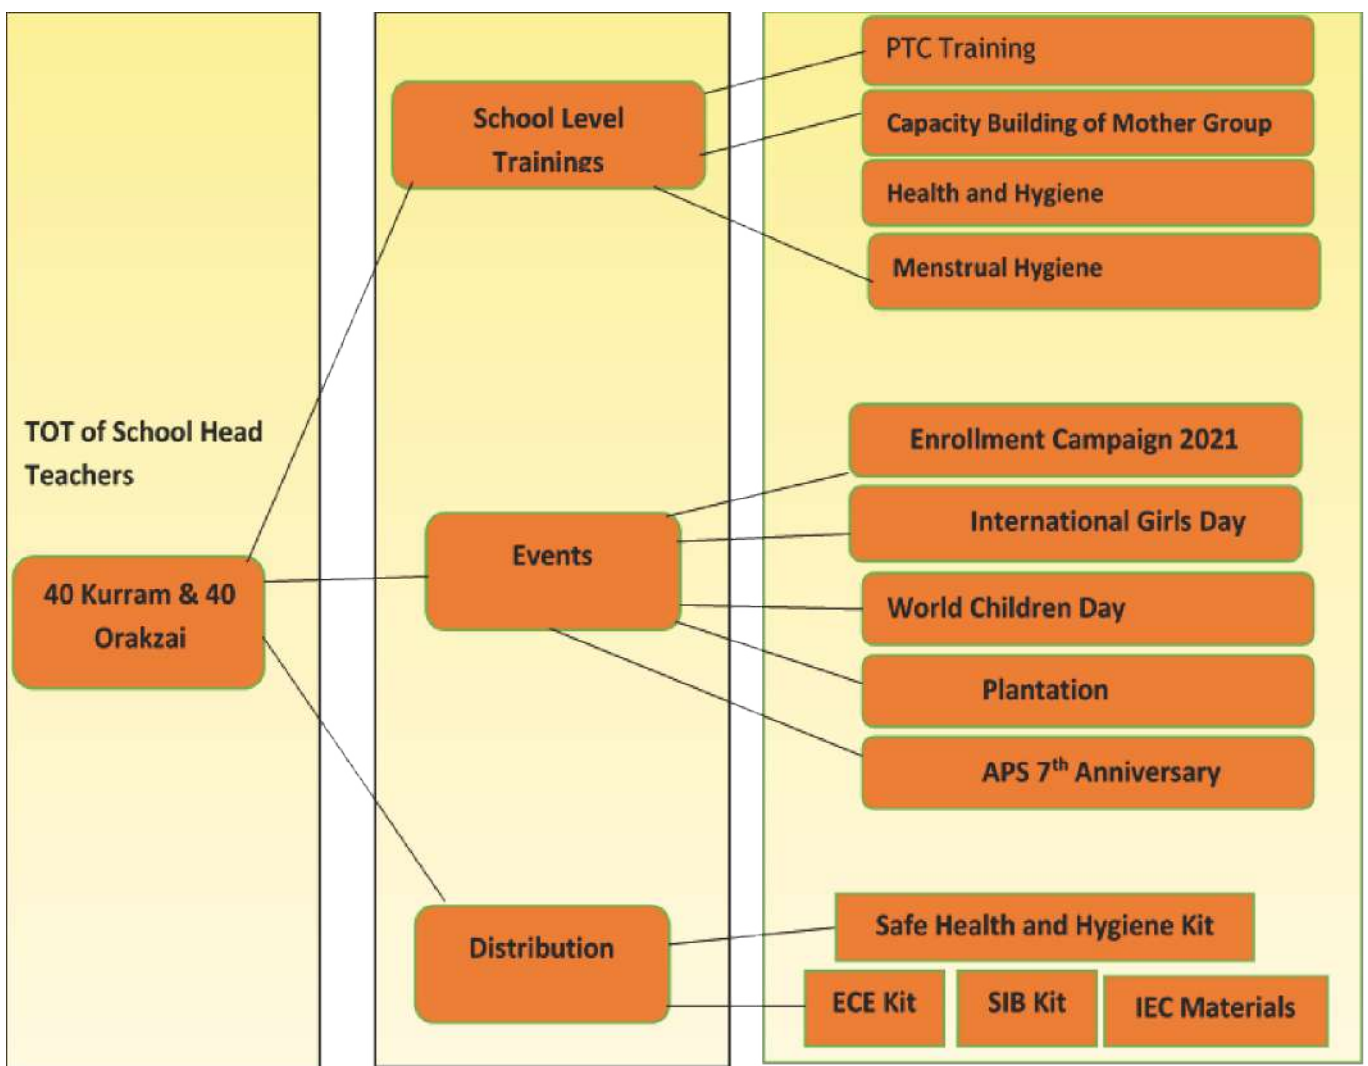 TOT of School Head
Teachers
40 Kurram & 40
Orakzai
School Level
Trainings
Events
Distribution
PTC Training
Capacity Building of Mother Group
Health and Hygiene
Menstrual Hygiene
Enrollment Campaign 2021
International Girls Day
World Children Day
Plantation
APS 7th Anniversary
Safe Health and Hygiene Kit
ECE Kit
SIB Kit
IEC Materials